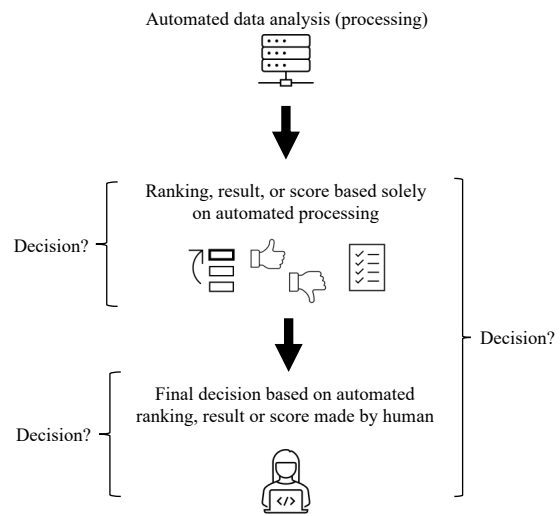 Automated data analysis (processing)
Ranking, result, or score based solely
on automated processing
Decision?
Decision?
Final decision based on automated
ranking, result or score made by human
Decision?
</>